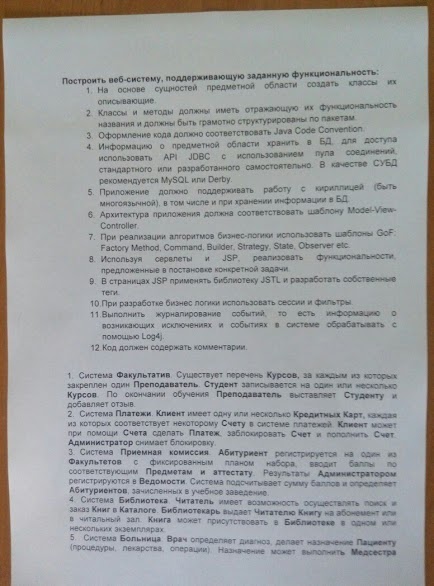 Построить веб-систему, поддерживающую заданную функциональность:
1. На основе сущностей предметной области создать классы их
описывающие.
2. Классы и методы должны иметь отражающую их функциональность
названия и должны быть грамотно структурированы по пакетам.
3. Оформление кода должно соответствовать Java Code Convention.
4. Информацию о предметной области хранить в БД, для доступа
использовать API JDBC с использованием пула соединений,
стандартного или разработанного самостоятельно. В качестве СУБД
рекомендуется MySQL или Derby.
5. Приложение должно поддерживать работу с кириллицей (быть
многоязычной), в том числе и при хранении информации в БД.
6. Архитектура приложения должна соответствовать шаблону Model-View-
Controller.
7. При реализации алгоритмов бизнес-логики использовать шаблоны GoF:
Factory Method, Command, Builder, Strategy, State, Observer etc.
8. Используя сервлеты и JSP, реализовать функциональности,
предложенные в постановке конкретной задачи.
9. В страницах JSP применять библиотеку JSTL и разработать собственные
теги.
10. При разработке бизнес логики использовать сессии и фильтры.
11. Выполнить журналирование событий, то есть информацию о
возникающих исключениях и событиях в системе обрабатывать с
помощью Log4j.
12. Код должен содержать комментарии.
1. Система Факультатив. Существует перечень Курсов, за каждым из которых
закреплен один Преподаватель. Студент записывается на один или несколько
Курсов. По окончании обучения Преподаватель выставляет Студенту и
добавляет отзыв.
2. Система Платежи. Клиент имеет одну или несколько Кредитных Карт, каждая
из которых соответствует некоторому Счету в системе платежей. Клиент может
при помощи Счета сделать Платеж, заблокировать Счет и пополнить Счет.
Администратор снимает блокировку.
3. Система Приемная комиссия. Абитуриент регистрируется на один из
Факультетов с фиксированным планом набора, вводит баллы по
соответствующим Предметам и аттестату. Результаты Администратором
регистрируются в Ведомости. Система подсчитывает сумму баллов и определяет
Абитуриентов, зачисленных в учебное заведение.
4. Система Библиотека. Читатель имеет возможность осуществлять поиск и
заказ Книг в Каталоге. Библиотекарь выдает Читателю Книгу на абонемент или
в читальный зал. Книга может присутствовать в Библиотеке в одном или
нескольких экземплярах.
5. Система Больница. Врач определяет диагноз, делает назначение Пациенту
(процедуры, лекарства, операции). Назначение может выполнить Медсестра